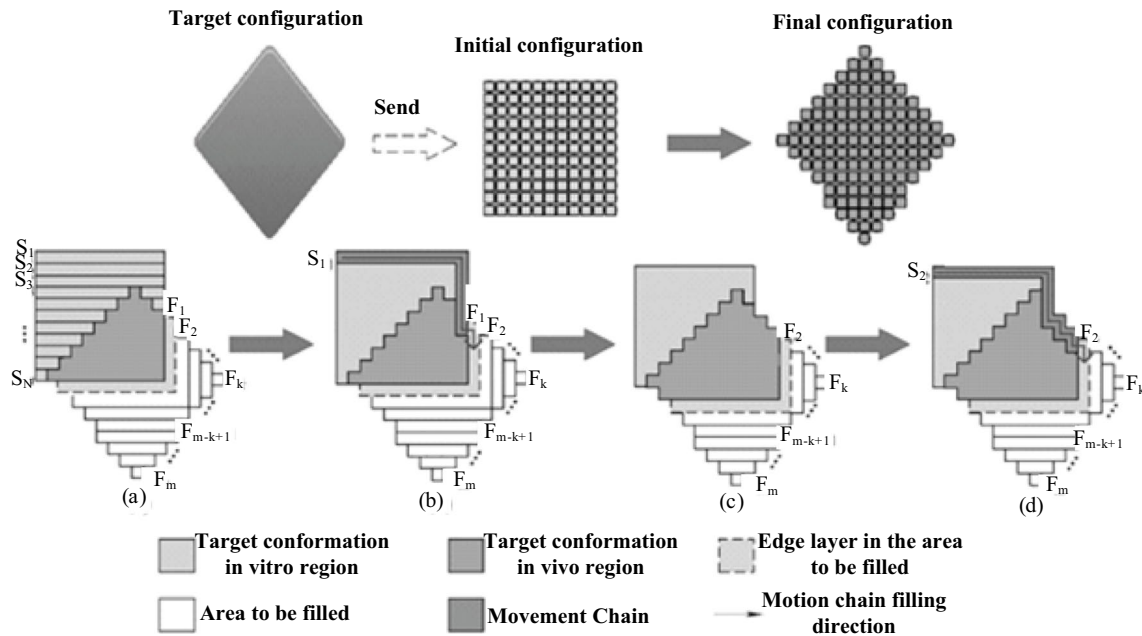 Target configuration
Initial configuration
Final configuration
Send
S1
S2
S3
SN
F1
F2
Fk
Fm-k+1
Fm
(a)
S1
F1
F2
Fk
Fm-k+1
Fm
(b)
F2
Fk
Fm-k+1
Fm
(c)
S2
F2
Fk
Fm-k+1
Fm
(d)
Target conformation
in vitro region
Target conformation
in vivo region
Edge layer in the area
to be filled
Area to be filled
Movement Chain
Motion chain filling
direction